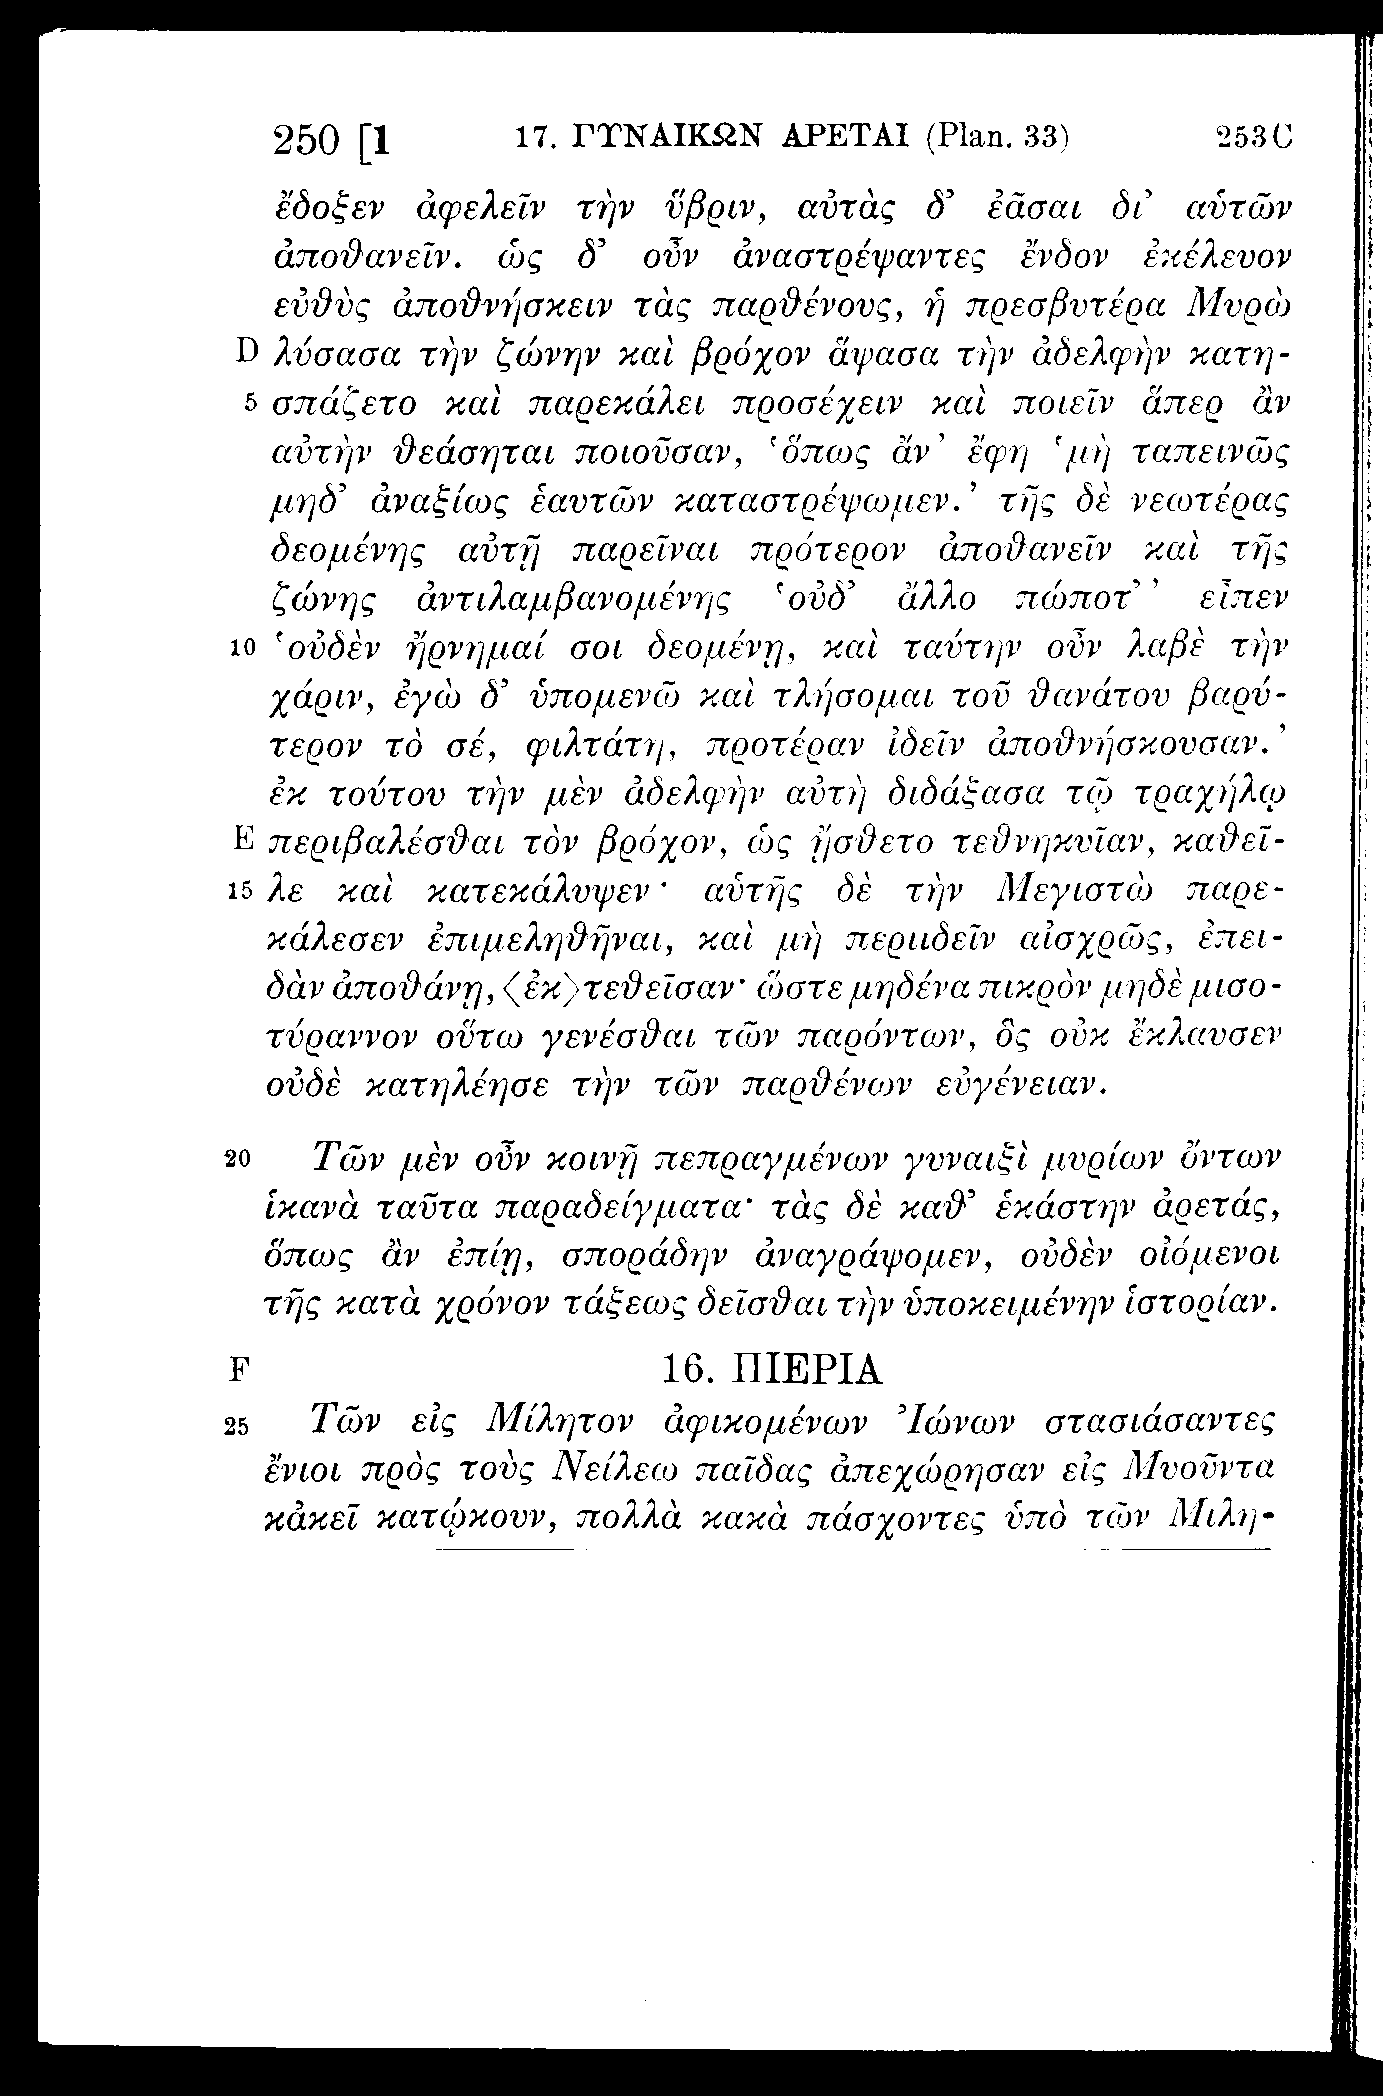 250 [1 17. ΓΥΝΑΙΚΩΝ ΑΡΕΤΑΙ (Plan. 33) 253C
ἔδοξεν ἀφελεῖν τὴν ὕβριν, αὐτὰς δ’ ἐᾶσαι δι’ αὑτῶν
ἀποθανεῖν. ὡς δ’ οὖν ἀναστρέψαντες ἔνδον ἐκέλευον
εὐθὺς ἀποθνήσκειν τὰς παρθένους, ἡ πρεσβυτέρα Μυρὼ
D λύσασα τὴν ζώνην καὶ βρόχον ἅψασα τὴν ἀδελφὴν κατη-
5 σπάζετο καὶ παρεκάλει προσέχειν καὶ ποιεῖν ἅπερ ἂν
αὐτὴν θεάσηται ποιοῦσαν, ‘ὅπως ἄν’ ἔφη ‘μὴ ταπεινῶς
μηδ’ ἀναξίως ἑαυτῶν καταστρέψωμεν.’ τῆς δὲ νεωτέρας
δεομένης αὐτῇ παρεῖναι πρότερον ἀποθανεῖν καὶ τῆς
ζώνης ἀντιλαμβανομένης ‘οὐδ’ ἄλλο πώποτ’ ’ εἶπεν
10 ‘οὐδὲν ἤρνημαί σοι δεομένῃ, καὶ ταύτην οὖν λαβὲ τὴν
χάριν, ἐγὼ δ’ ὑπομενῶ καὶ τλήσομαι τοῦ θανάτου βαρύ-
τερον τὸ σέ, φιλτάτη, προτέραν ἰδεῖν ἀποθνήσκουσαν.’
ἐκ τούτου τὴν μὲν ἀδελφὴν αὐτὴ διδάξασα τῷ τραχήλῳ
E περιβαλέσθαι τὸν βρόχον, ὡς ᾔσθετο τεθνηκυῖαν, καθεῖ-
15 λε καὶ κατεκάλυψεν· αὑτῆς δὲ τὴν Μεγιστὼ παρε-
κάλεσεν ἐπιμεληθῆναι, καὶ μὴ περιιδεῖν αἰσχρῶς, ἐπει-
δὰν ἀποθάνῃ, 〈ἐκ〉τεθεῖσαν· ὥστε μηδένα πικρὸν μηδὲ μισο-
τύραννον οὕτω γενέσθαι τῶν παρόντων, ὃς οὐκ ἔκλαυσεν
οὐδὲ κατηλέησε τὴν τῶν παρθένων εὐγένειαν.
20 Τῶν μὲν οὖν κοινῇ πεπραγμένων γυναιξὶ μυρίων ὄντων
ἱκανὰ ταῦτα παραδείγματα· τὰς δὲ καθ’ ἑκάστην ἀρετάς,
ὅπως ἂν ἐπίῃ, σποράδην ἀναγράψομεν, οὐδὲν οἰόμενοι
τῆς κατὰ χρόνον τάξεως δεῖσθαι τὴν ὑποκειμένην ἱστορίαν.
F 16. ΠΙΕΡΙΑ
25 Τῶν εἰς Μίλητον ἀφικομένων Ἰώνων στασιάσαντες
ἔνιοι πρὸς τοὺς Νείλεω παῖδας ἀπεχώρησαν εἰς Μυοῦντα
κἀκεῖ κατῴκουν, πολλὰ κακὰ πάσχοντες ὑπὸ τῶν Μιλη-